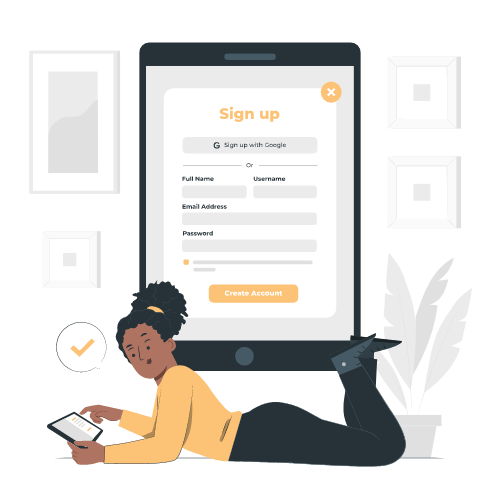 Sign up
G Sign up with Google
Or
Full Name Username
Email Address
Password
Create Account